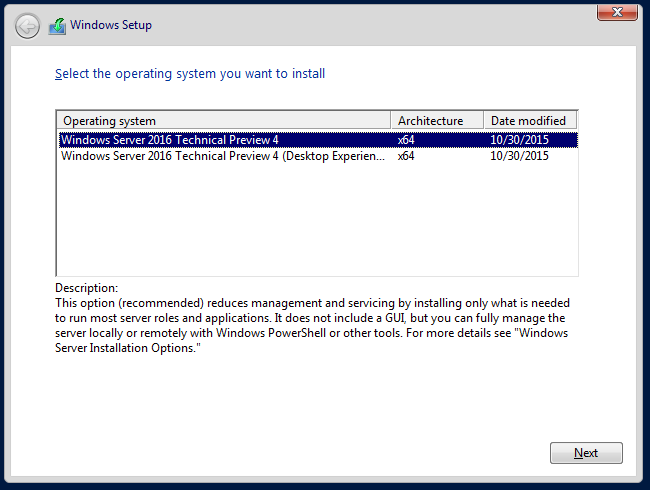 Windows Setup
Select the operating system you want to install
Operating system Architecture Date modified
Windows Server 2016 Technical Preview 4 x64 10/30/2015
Windows Server 2016 Technical Preview 4 (Desktop Experien... x64 10/30/2015
Description:
This option (recommended) reduces management and servicing by installing only what is needed
to run most server roles and applications. It does not include a GUI, but you can fully manage the
server locally or remotely with Windows PowerShell or other tools. For more details see "Windows
Server Installation Options."
Next